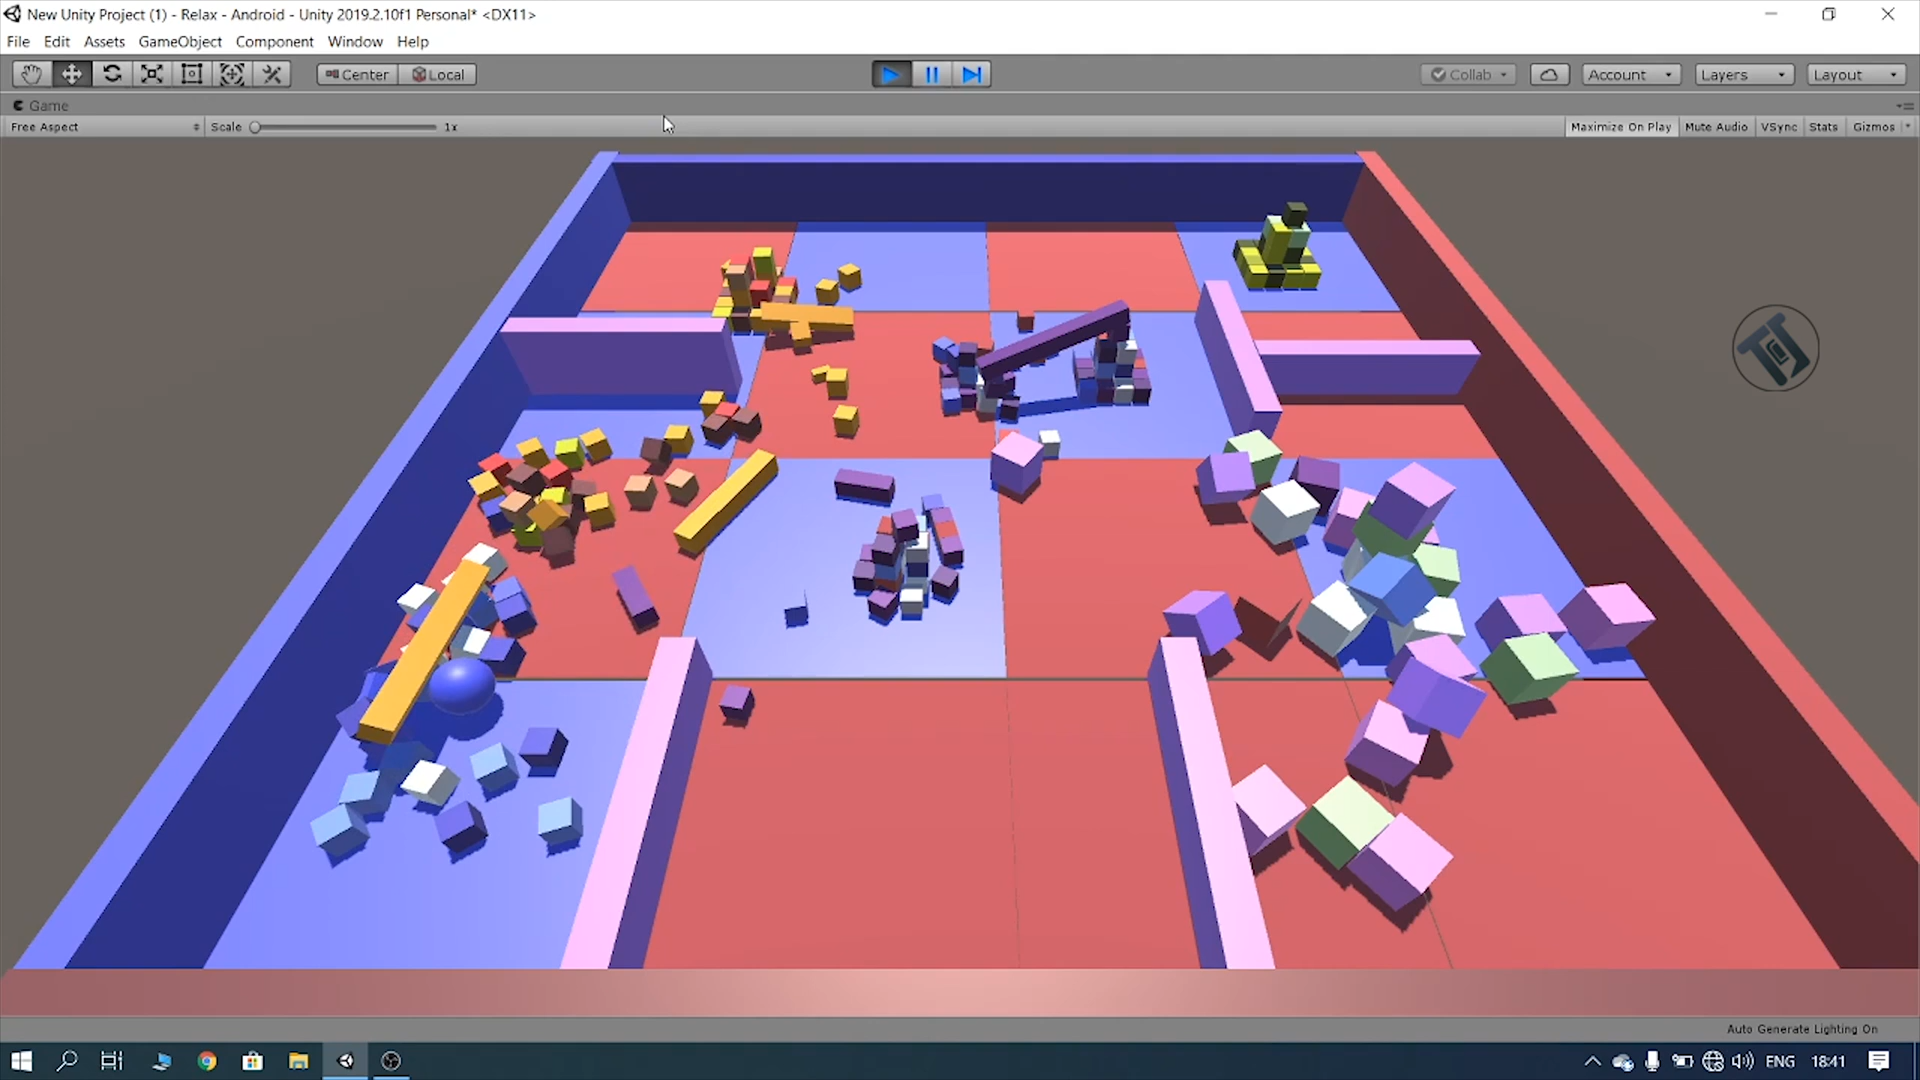 New Unity Project (1) - Relax - Android - Unity 2019.2.10f1 Personal* <DX11>
File Edit Assets GameObject Component Window Help
Center Local Collab Account Layers Layout
Game
Free Aspect Scale 1x Maximize On Play Mute Audio VSync Stats Gizmos
Auto Generate Lighting On
ENG 18:41